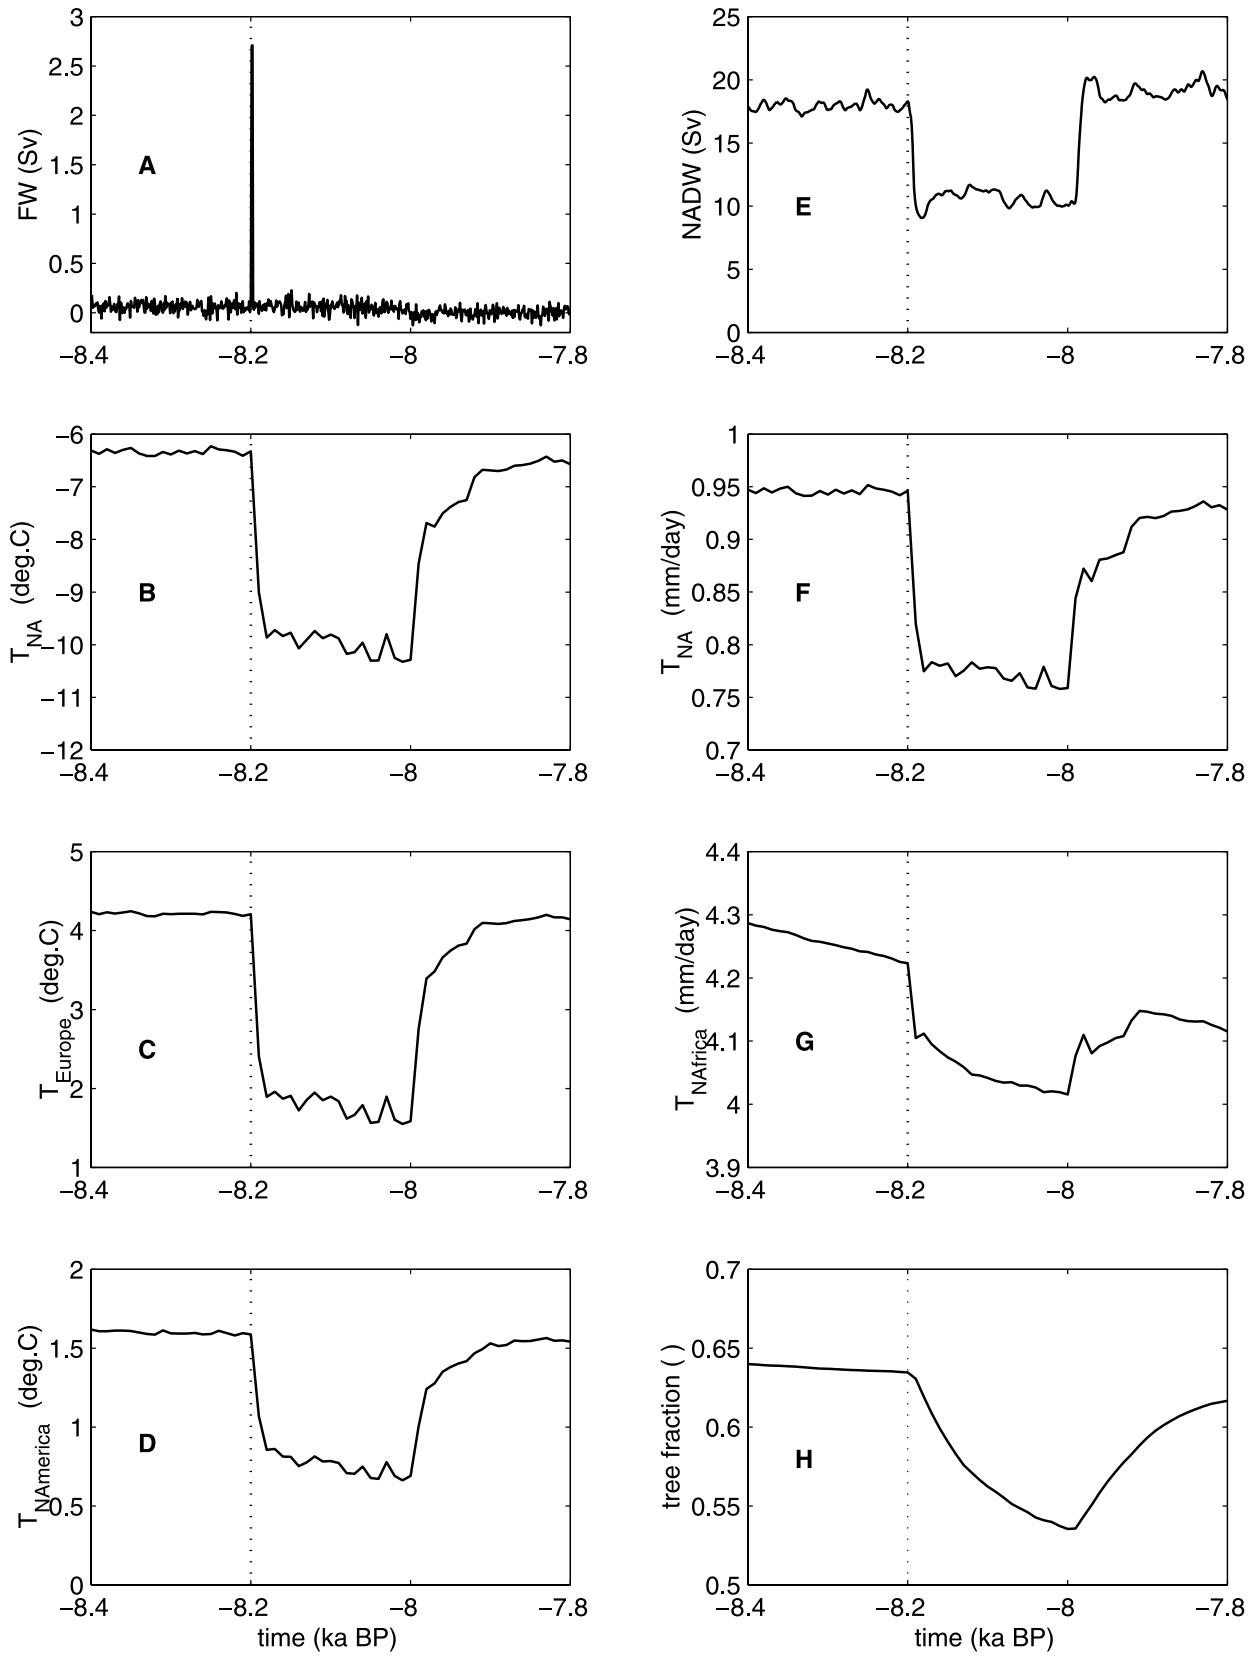 3
2.5
2
1.5
1
0.5
0
FW (Sv)
A
−8.4 −8.2 −8 −7.8
25
20
15
10
5
0
NADW (Sv)
E
−8.4 −8.2 −8 −7.8
−6
−7
−8
−9
−10
−11
−12
T_NA (deg.C)
B
−8.4 −8.2 −8 −7.8
1
0.95
0.9
0.85
0.8
0.75
0.7
T_NA (mm/day)
F
−8.4 −8.2 −8 −7.8
5
4
3
2
1
T_Europe (deg.C)
C
−8.4 −8.2 −8 −7.8
4.4
4.3
4.2
4.1
4
3.9
T_NAfrica (mm/day)
G
−8.4 −8.2 −8 −7.8
2
1.5
1
0.5
0
T_NAmerica (deg.C)
D
−8.4 −8.2 −8 −7.8
time (ka BP)
0.7
0.65
0.6
0.55
0.5
tree fraction ( )
H
−8.4 −8.2 −8 −7.8
time (ka BP)